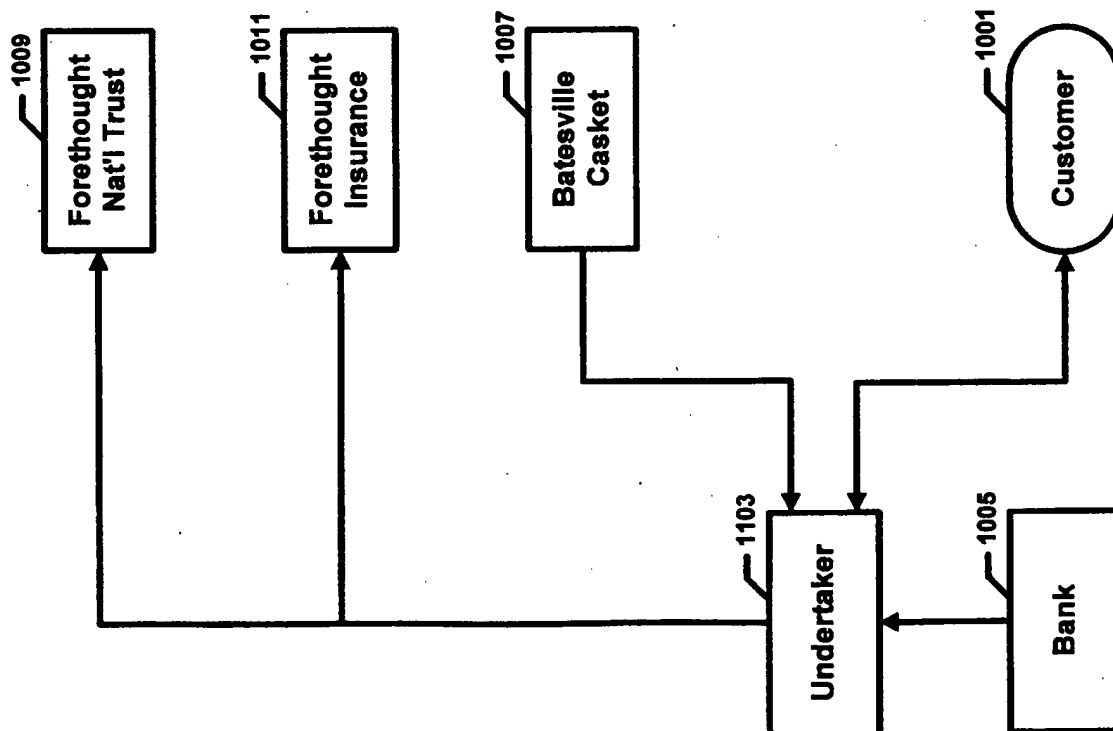 1009
Forethought
Nat'l Trust
1011
Forethought
Insurance
1007
Batesville
Casket
1001
Customer
1103
Undertaker
1005
Bank